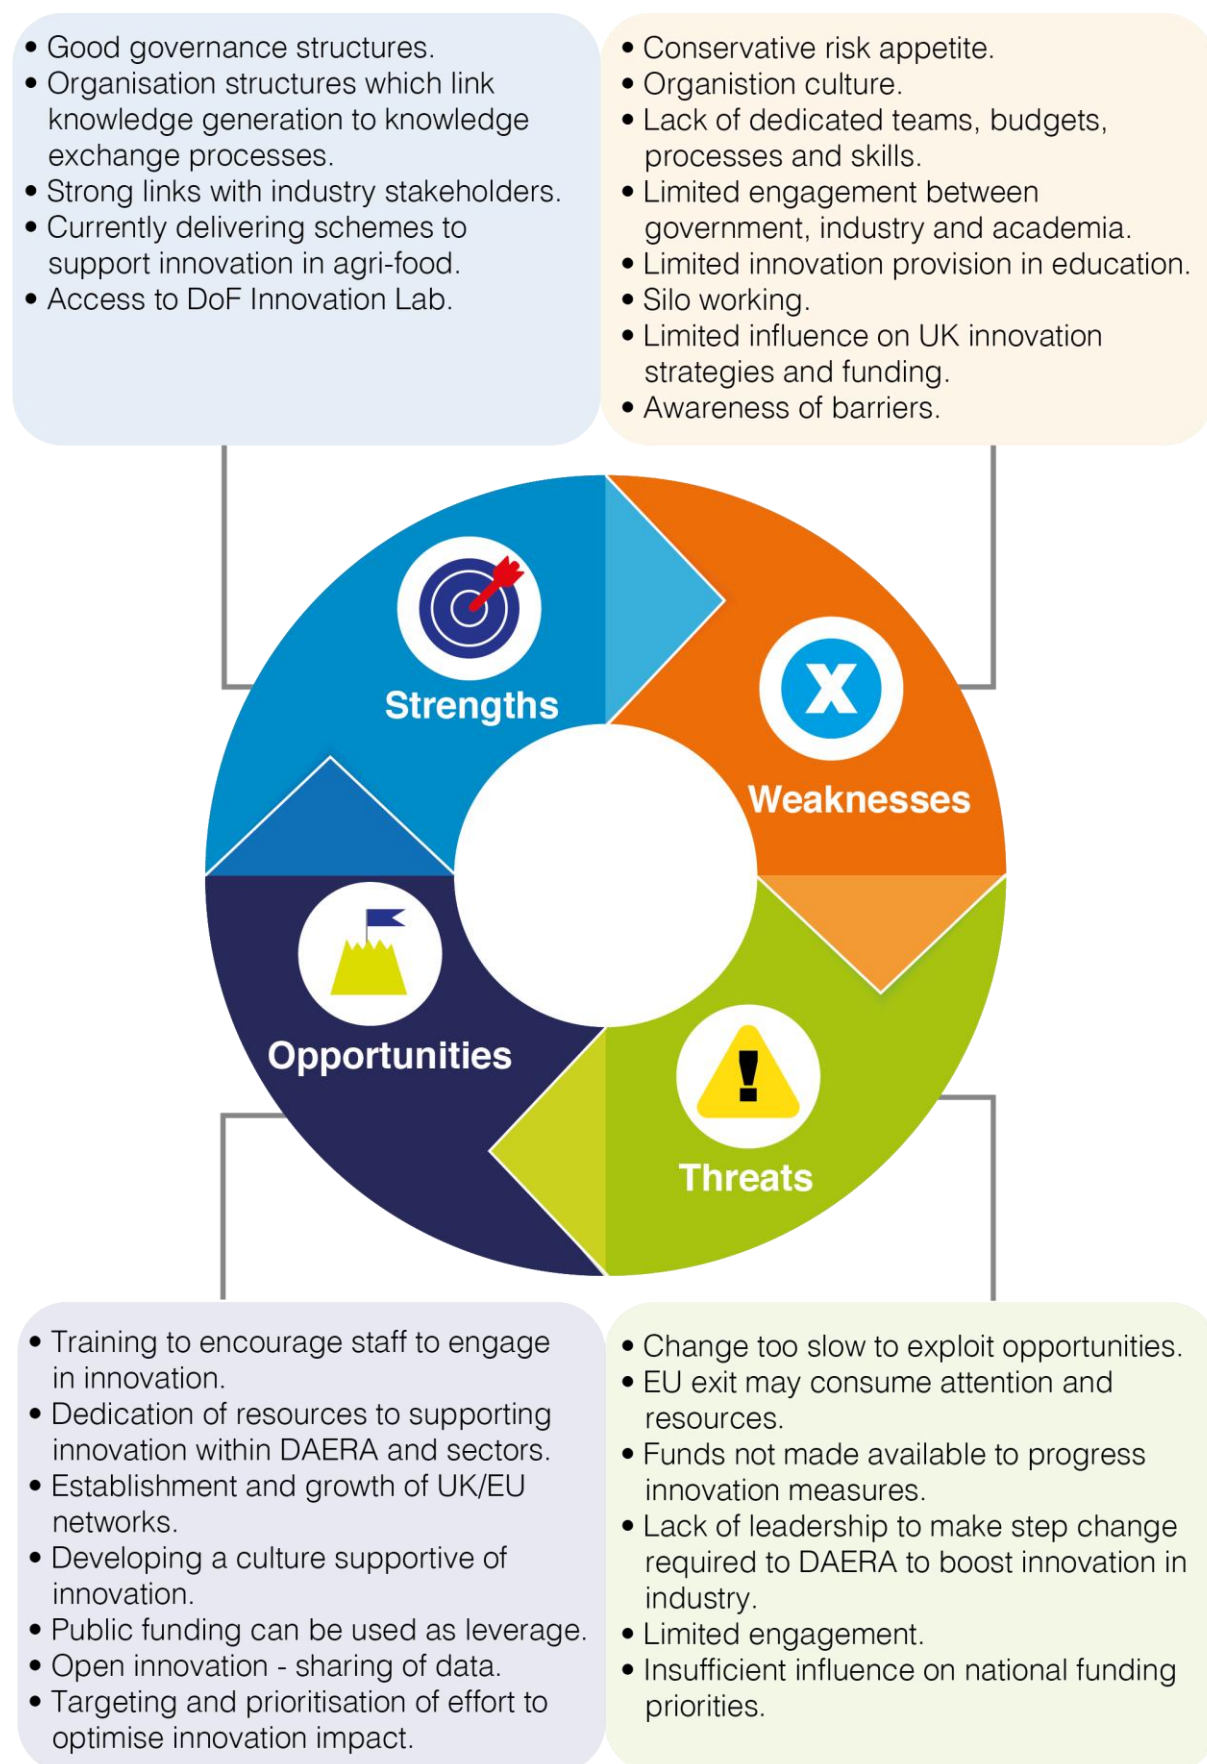 • Good governance structures.
• Organisation structures which link
knowledge generation to knowledge
exchange processes.
• Strong links with industry stakeholders.
• Currently delivering schemes to
support innovation in agri-food.
• Access to DoF Innovation Lab.
• Conservative risk appetite.
• Organistion culture.
• Lack of dedicated teams, budgets,
processes and skills.
• Limited engagement between
government, industry and academia.
• Limited innovation provision in education.
• Silo working.
• Limited influence on UK innovation
strategies and funding.
• Awareness of barriers.
Strengths
X
Weaknesses
Opportunities
!
Threats
• Training to encourage staff to engage
in innovation.
• Dedication of resources to supporting
innovation within DAERA and sectors.
• Establishment and growth of UK/EU
networks.
• Developing a culture supportive of
innovation.
• Public funding can be used as leverage.
• Open innovation - sharing of data.
• Targeting and prioritisation of effort to
optimise innovation impact.
• Change too slow to exploit opportunities.
• EU exit may consume attention and
resources.
• Funds not made available to progress
innovation measures.
• Lack of leadership to make step change
required to DAERA to boost innovation in
industry.
• Limited engagement.
• Insufficient influence on national funding
priorities.